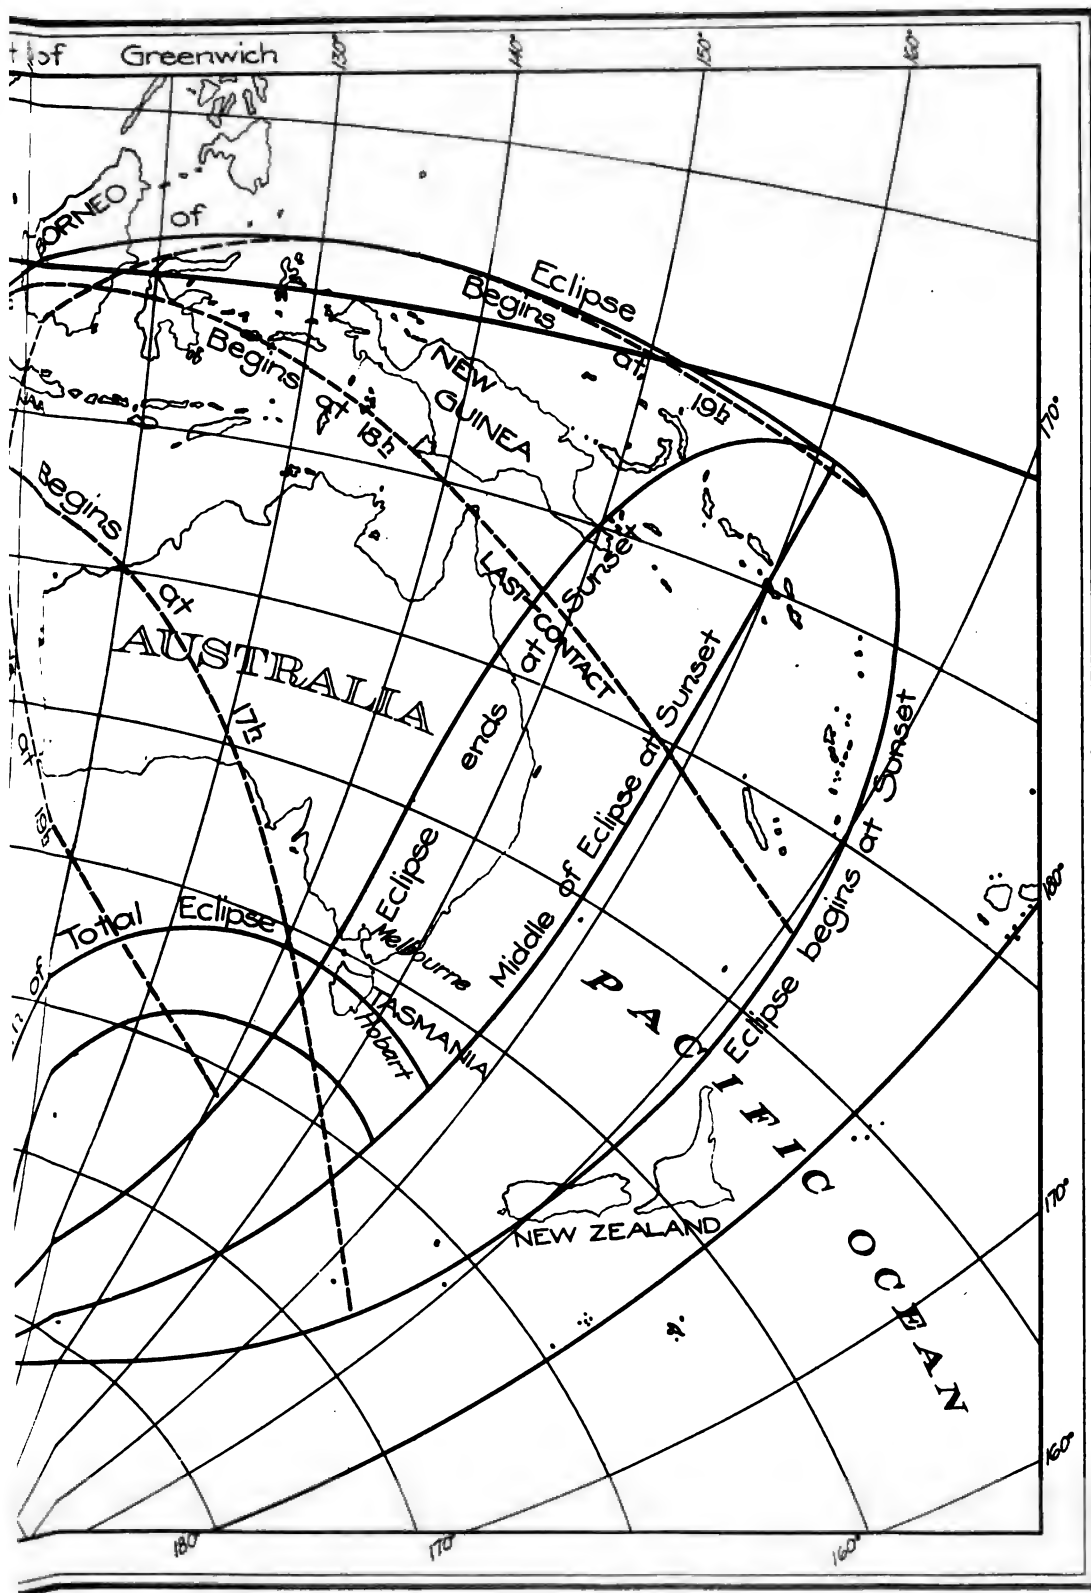 of Greenwich
130°
140°
150°
160°
BORNEO
of
Eclipse
Begins
at
19h
Begins
at
18h
NEW
GUINEA
170°
Begins
at
17h
LAST CONTACT
AUSTRALIA
Eclipse
ends
at
Sunset
Middle of Eclipse at Sunset
Eclipse begins at Sunset
at
Total Eclipse
of
Melbourne
TASMANIA
Hobart
180°
PACIFIC OCEAN
NEW ZEALAND
170°
160°
180°
170°
160°